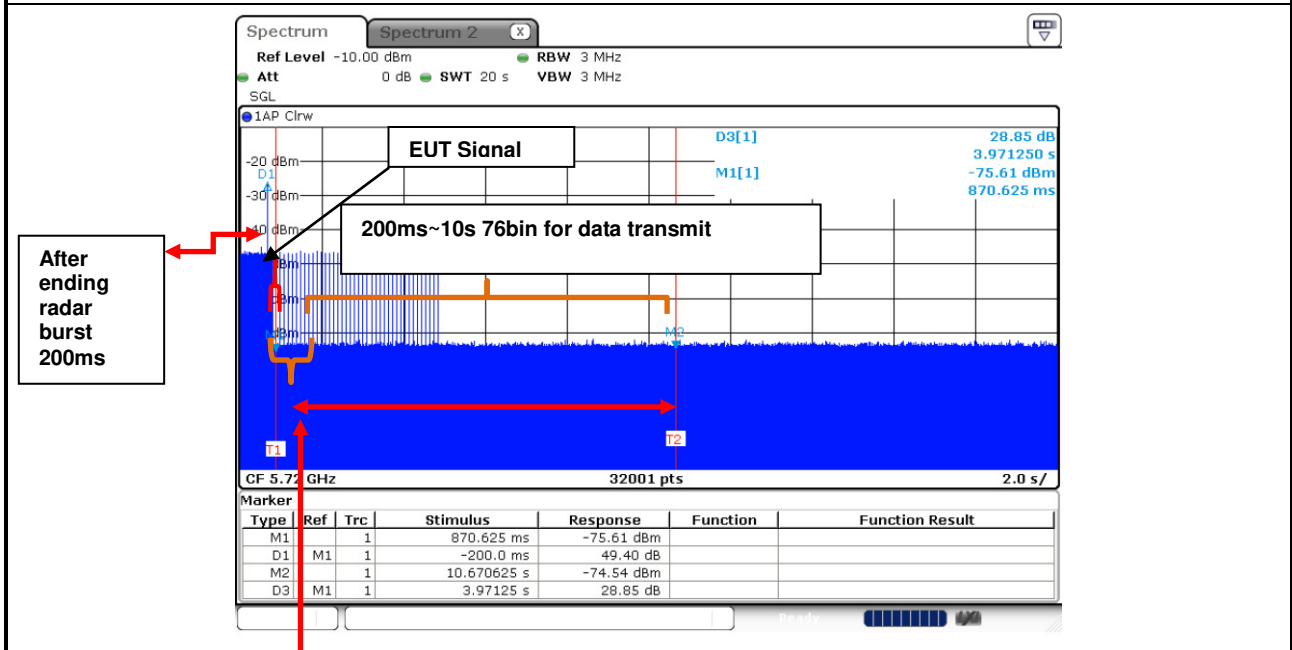 Spectrum Spectrum 2 X
Ref Level -10.00 dBm RBW 3 MHz
Att 0 dB SWT 20 s VBW 3 MHz
SGL
1AP Clrw
EUT Signal
D3[1] 28.85 dB
3.971250 s
M1[1] -75.61 dBm
870.625 ms
-20 dBm
D1
-30 dBm
-40 dBm
200ms~10s 76bin for data transmit
After
ending
radar
burst
200ms
dBm
dBm
dBm
M2
T1
T2
CF 5.72 GHz 32001 pts 2.0 s/
Marker
Type Ref Trc Stimulus Response Function Function Result
M1 1 870.625 ms -75.61 dBm
D1 M1 1 -200.0 ms 49.40 dB
M2 1 10.670625 s -74.54 dBm
D3 M1 1 3.97125 s 28.85 dB
Ready